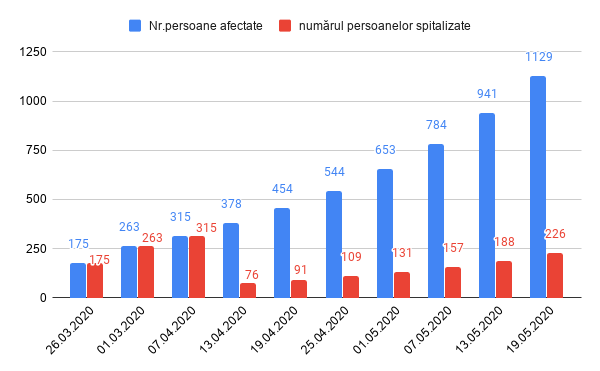 Nr.persoane afectate numărul persoanelor spitalizate
1250
1000
750
500
250
0
175 263 315 378 454 544 653 784 941 1129
175 263 315 76 91 109 131 157 188 226
26.03.2020 01.03.2020 07.04.2020 13.04.2020 19.04.2020 25.04.2020 01.05.2020 07.05.2020 13.05.2020 19.05.2020